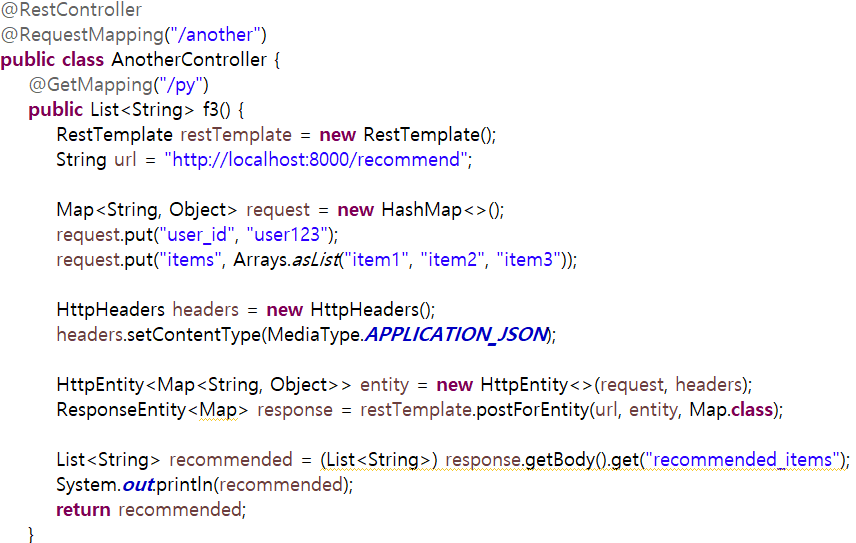 @RestController
@RequestMapping("/another")
public class AnotherController {
    @GetMapping("/py")
    public List<String> f3() {
        RestTemplate restTemplate = new RestTemplate();
        String url = "http://localhost:8000/recommend";

        Map<String, Object> request = new HashMap<>();
        request.put("user_id", "user123");
        request.put("items", Arrays.asList("item1", "item2", "item3"));

        HttpHeaders headers = new HttpHeaders();
        headers.setContentType(MediaType.APPLICATION_JSON);

        HttpEntity<Map<String, Object>> entity = new HttpEntity<>(request, headers);
        ResponseEntity<Map> response = restTemplate.postForEntity(url, entity, Map.class);

        List<String> recommended = (List<String>) response.getBody().get("recommended_items");
        System.out.println(recommended);
        return recommended;
    }